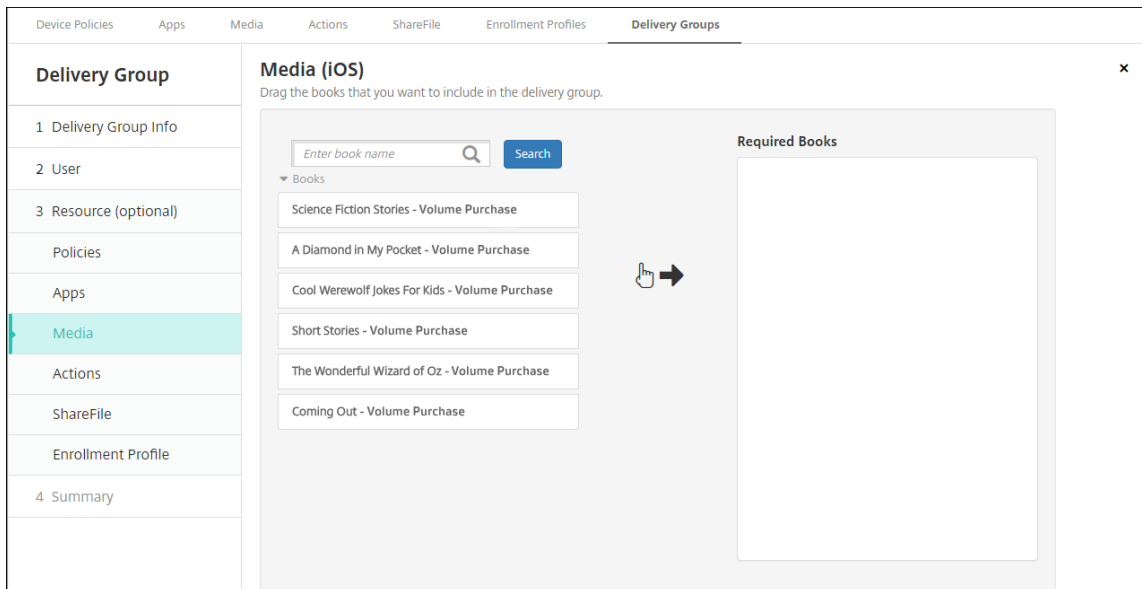 Device Policies Apps Media Actions ShareFile Enrollment Profiles Delivery Groups
Delivery Group
1 Delivery Group Info
2 User
3 Resource (optional)
Policies
Apps
Media
Actions
ShareFile
Enrollment Profile
4 Summary
Media (iOS)
Drag the books that you want to include in the delivery group.
Enter book name
Search
Books
Science Fiction Stories - Volume Purchase
A Diamond in My Pocket - Volume Purchase
Cool Werewolf Jokes For Kids - Volume Purchase
Short Stories - Volume Purchase
The Wonderful Wizard of Oz - Volume Purchase
Coming Out - Volume Purchase
Required Books